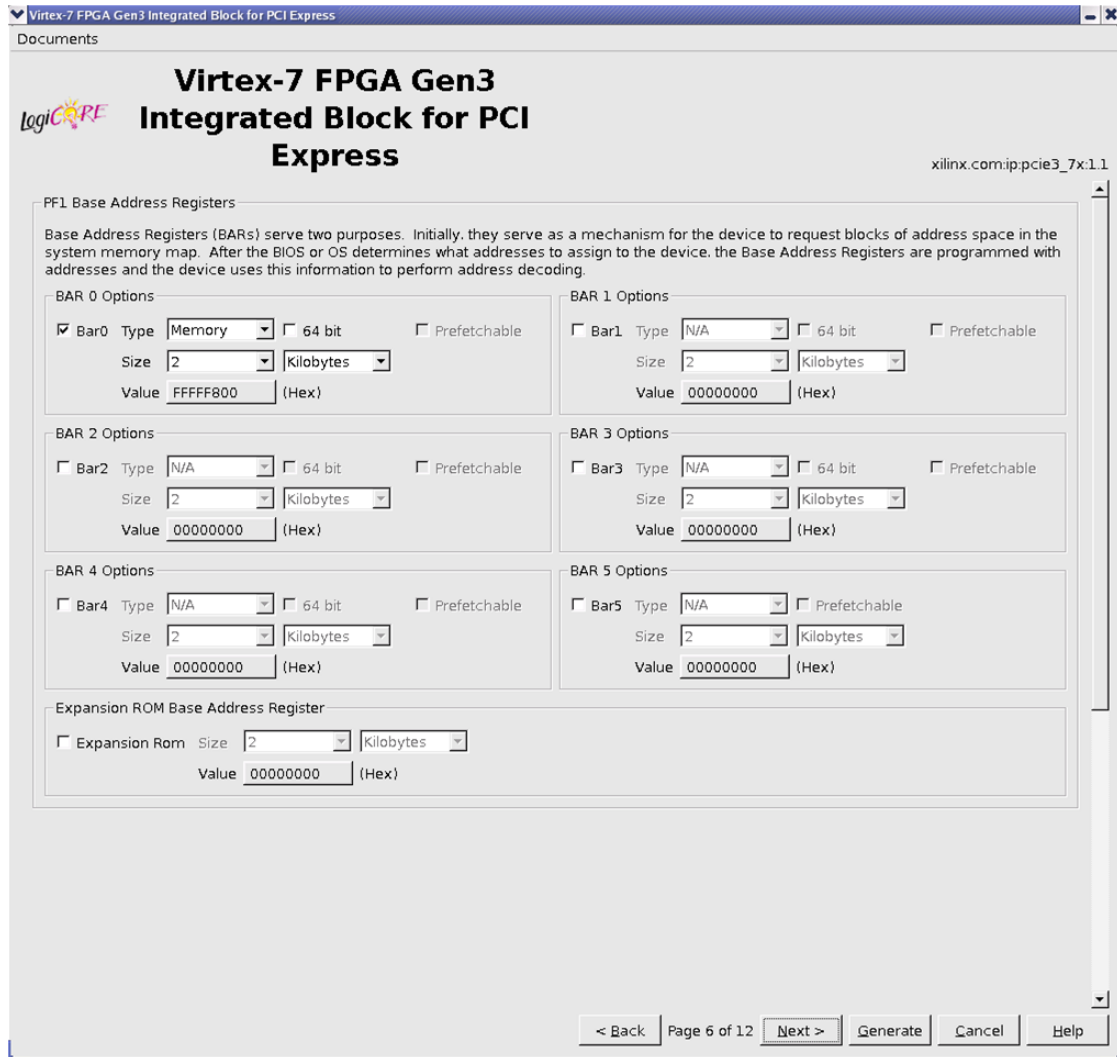 Virtex-7 FPGA Gen3 Integrated Block for PCI Express
Documents
LogiCORE
Virtex-7 FPGA Gen3
Integrated Block for PCI
Express
xilinx.com:ip:pcie3_7x:1.1
PF1 Base Address Registers
Base Address Registers (BARs) serve two purposes. Initially, they serve as a mechanism for the device to request blocks of address space in the
system memory map. After the BIOS or OS determines what addresses to assign to the device, the Base Address Registers are programmed with
addresses and the device uses this information to perform address decoding.
BAR 0 Options
Bar0 Type Memory 64 bit Prefetchable
Size 2 Kilobytes
Value FFFFF800 (Hex)
BAR 1 Options
Bar1 Type N/A 64 bit Prefetchable
Size 2 Kilobytes
Value 00000000 (Hex)
BAR 2 Options
Bar2 Type N/A 64 bit Prefetchable
Size 2 Kilobytes
Value 00000000 (Hex)
BAR 3 Options
Bar3 Type N/A 64 bit Prefetchable
Size 2 Kilobytes
Value 00000000 (Hex)
BAR 4 Options
Bar4 Type N/A 64 bit Prefetchable
Size 2 Kilobytes
Value 00000000 (Hex)
BAR 5 Options
Bar5 Type N/A Prefetchable
Size 2 Kilobytes
Value 00000000 (Hex)
Expansion ROM Base Address Register
Expansion Rom Size 2 Kilobytes
Value 00000000 (Hex)
< Back Page 6 of 12 Next > Generate Cancel Help